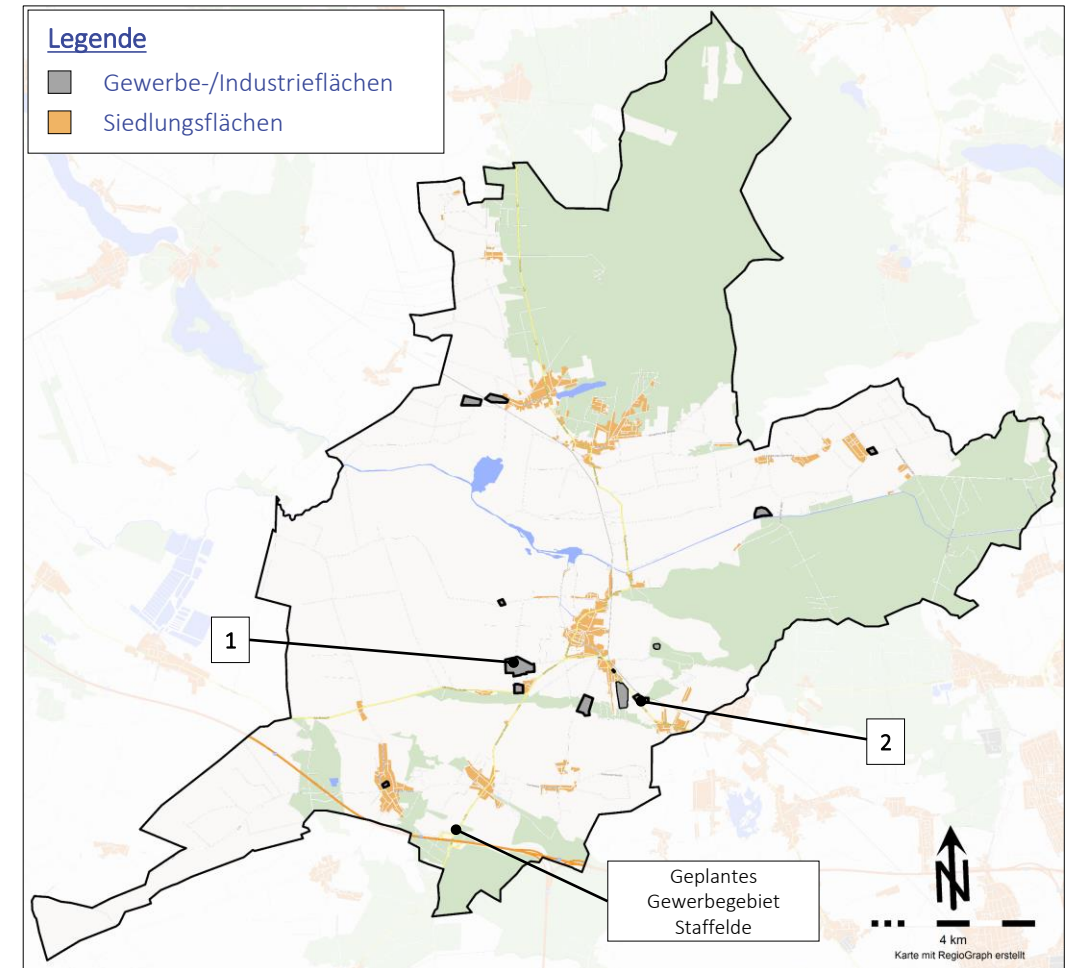 Legende
Gewerbe-/Industrieflächen
Siedlungsflächen
1
2
Geplantes
Gewerbegebiet
Staffelde
N
4 km
Karte mit RegioGraph erstellt